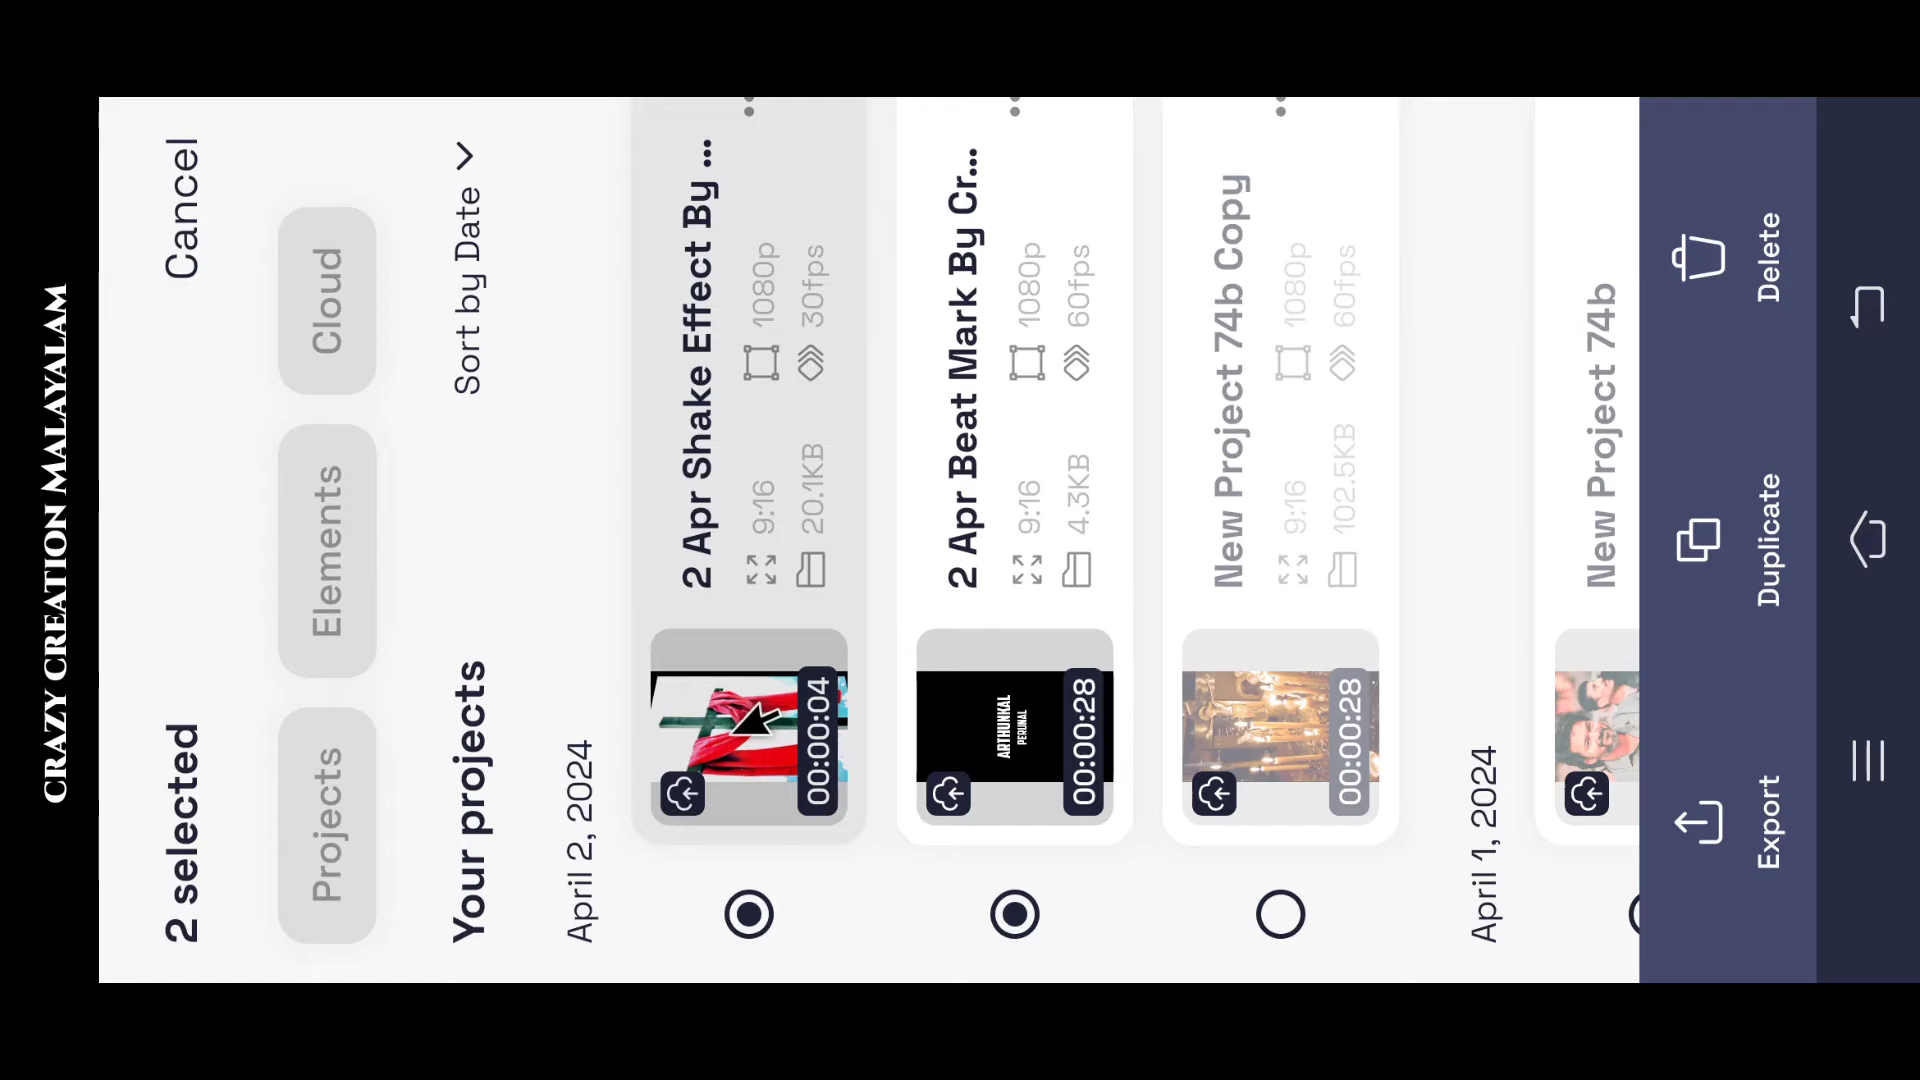 CRAZY CREATION MALAYALAM
2 selected
Cancel
Projects
Elements
Cloud
Your projects
Sort by Date
April 2, 2024
2 Apr Shake Effect By ...
9:16
1080p
20.1KB
30fps
00:00:04
2 Apr Beat Mark By Cr...
9:16
1080p
4.3KB
60fps
ARTHUNKAL
PERUNAL
00:00:28
New Project 74b Copy
9:16
1080p
102.5KB
60fps
00:00:28
April 1, 2024
New Project 74b
Export
Duplicate
Delete